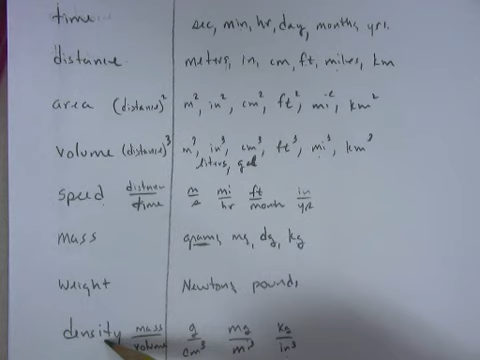 time sec, min, hr, day, months, yrs.
distance meters, in, cm, ft, miles, km
area (distance)² m², in², cm², ft², mi², km²
volume (distance)³ m³, in³, cm³, ft³, mi³, km³
liters, gal
speed distance/time m/s mi/hr ft/month in/yr
mass grams, mg, dg, kg
weight Newtons, pounds,
density mass/volume g/cm³ mg/m³ kg/in³